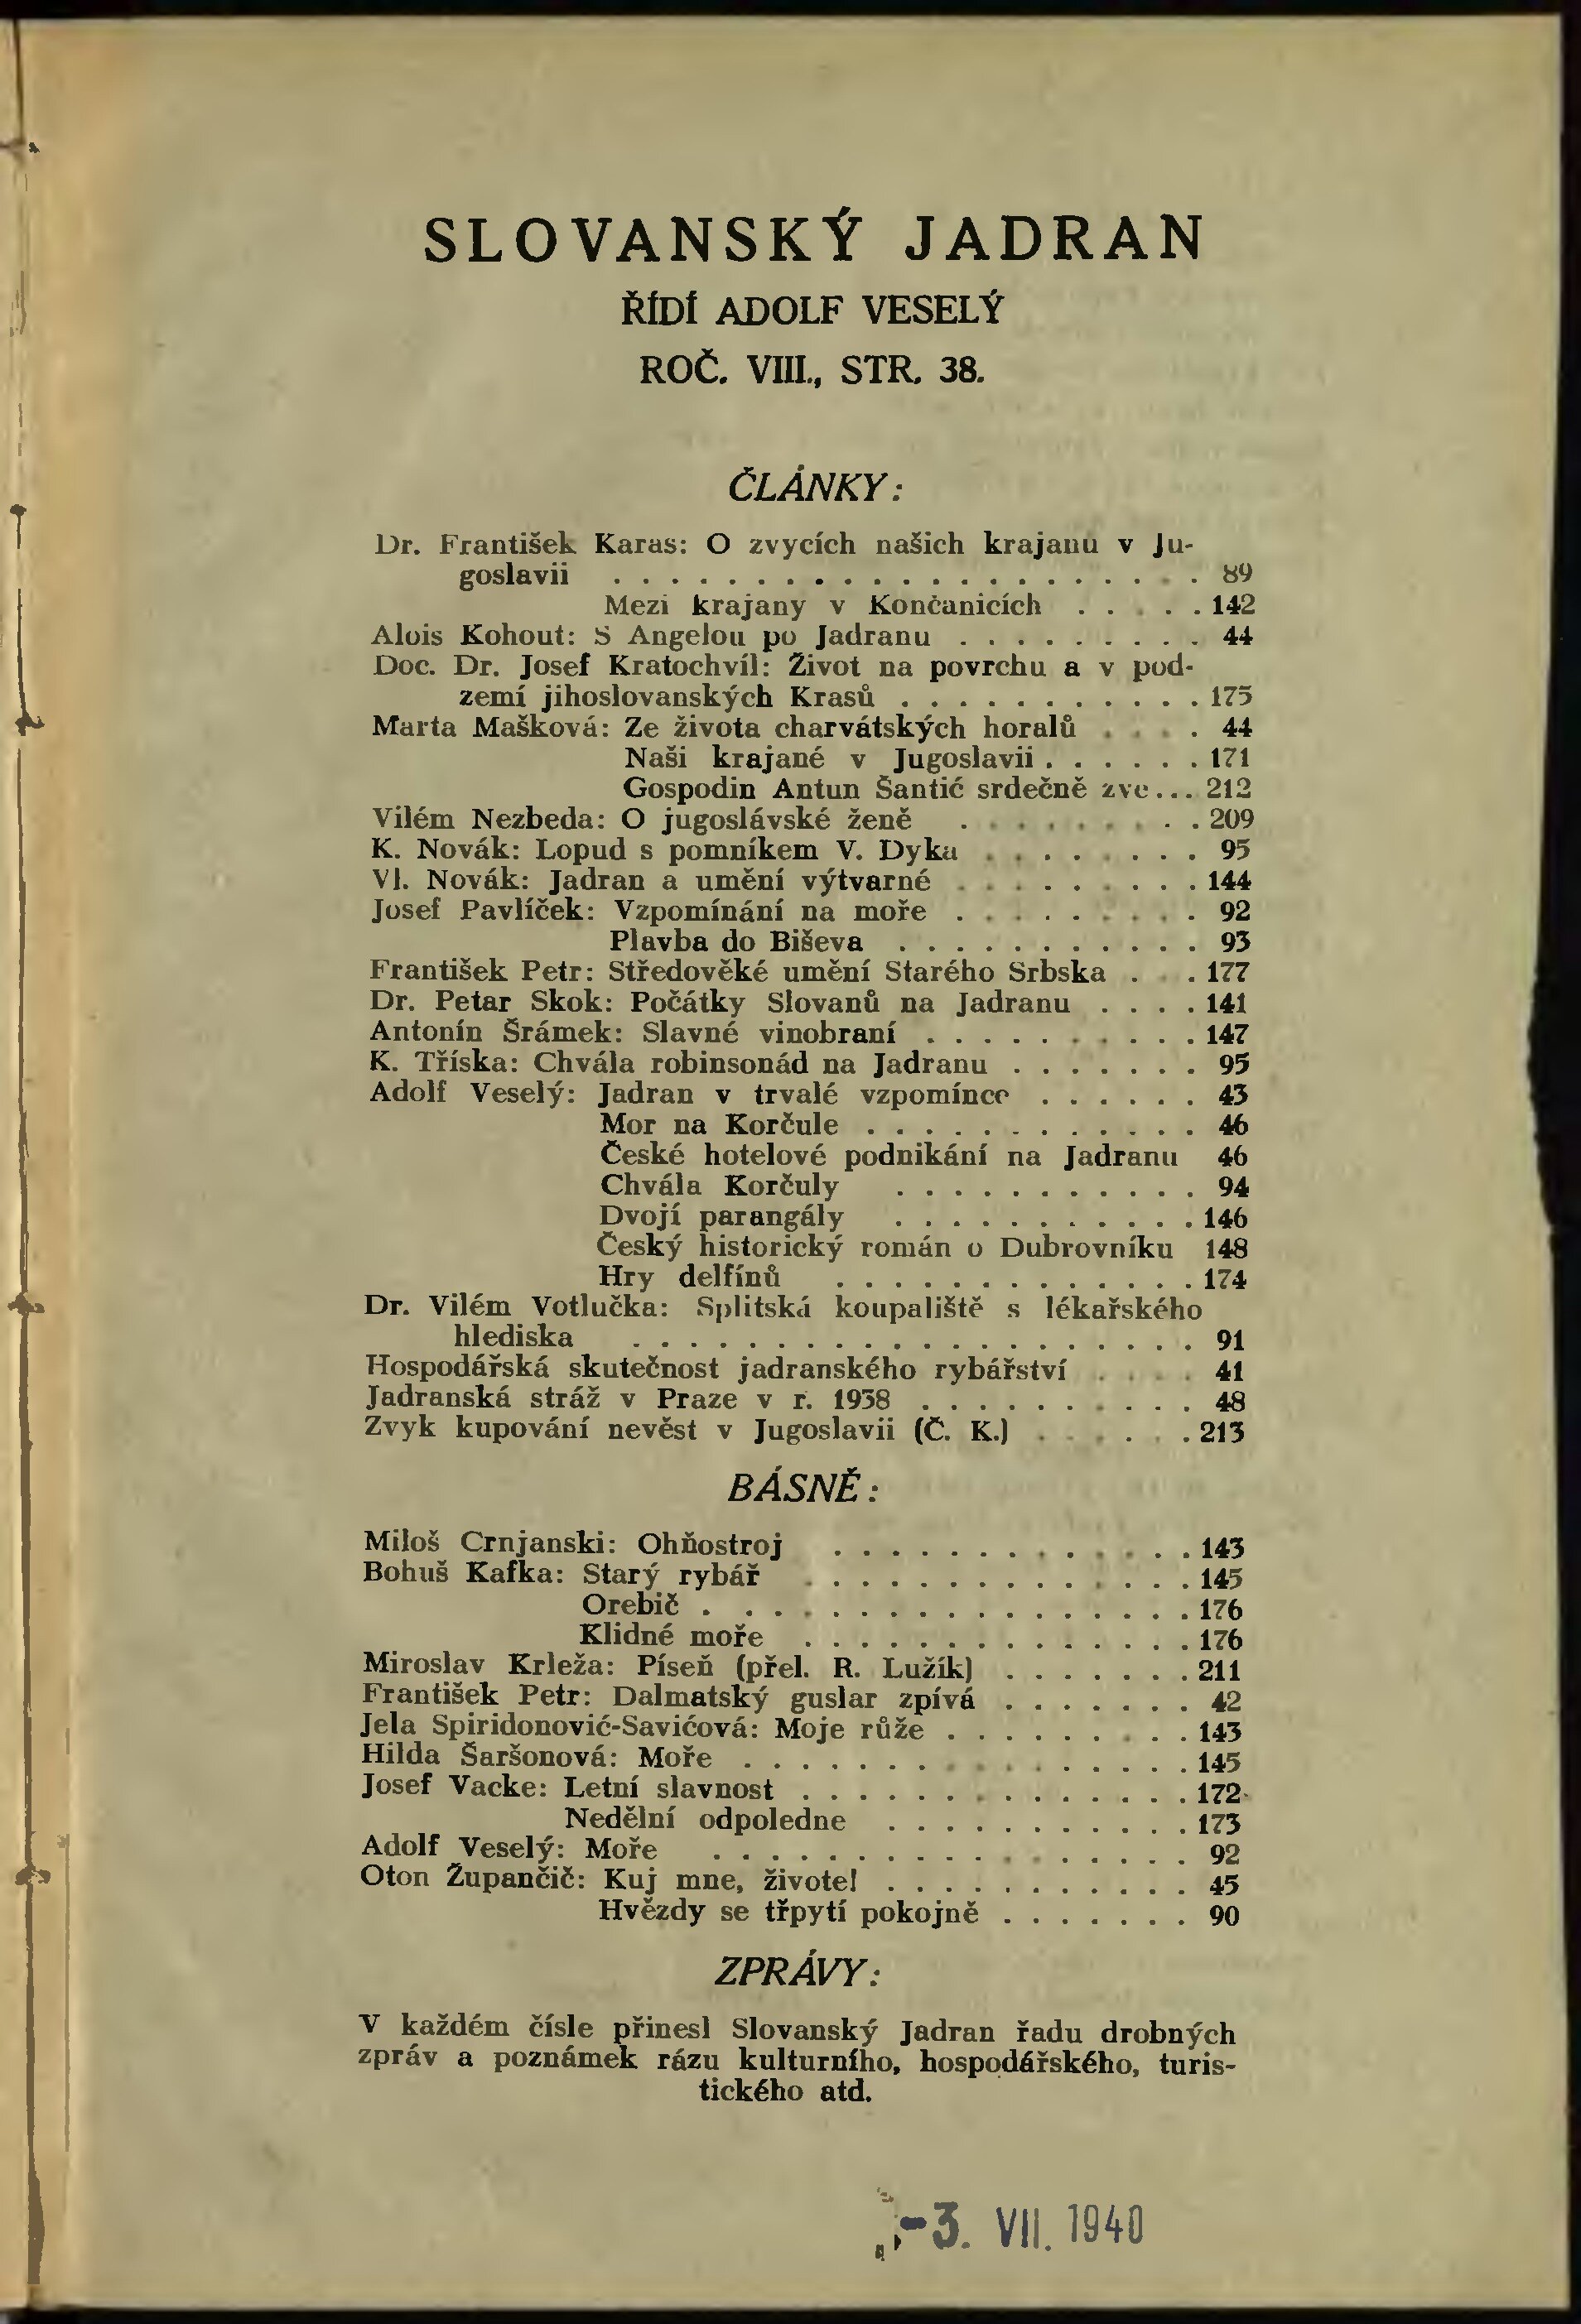 SLOVANSKÝ JADRAN
ŘÍDÍ ADOLF VESELÝ
ROČ. VIII., STR. 38.
ČLÁNKY:
Dr. František Karas: O zvycích našich krajanů v Ju-
goslavii . . . . . . . . . . . . . . . . . . . . . 89
Mezi krajany v Končanicích . . . . . 142
Alois Kohout: S Angelou po Jadranu . . . . . . . . . 44
Doc. Dr. Josef Kratochvíl: Život na povrchu a v pod-
zemí jihoslovanských Krasů . . . . . . . . . . . 175
Marta Mašková: Ze života charvátských horalů . . . . 44
Naši krajané v Jugoslavii . . . . . . 171
Gospodin Antun Šantić srdečně zve... 212
Vilém Nezbeda: O jugoslávské ženě . . . . . . . . . 209
K. Novák: Lopud s pomníkem V. Dyka . . . . . . . . 95
Vl. Novák: Jadran a umění výtvarné . . . . . . . . . 144
Josef Pavlíček: Vzpomínání na moře . . . . . . . . . 92
Plavba do Biševa . . . . . . . . . . . 93
František Petr: Středověké umění Starého Srbska . . . 177
Dr. Petar Skok: Počátky Slovanů na Jadranu . . . . 141
Antonín Šrámek: Slavné vinobraní . . . . . . . . . . 147
K. Tříska: Chvála robinsonád na Jadranu . . . . . . . 95
Adolf Veselý: Jadran v trvalé vzpomínce . . . . . . 43
Mor na Korčule . . . . . . . . . . . . 46
České hotelové podnikání na Jadranu 46
Chvála Korčuly . . . . . . . . . . . 94
Dvojí parangály . . . . . . . . . . . 146
Český historický román o Dubrovníku 148
Hry delfínů . . . . . . . . . . . . . 174
Dr. Vilém Votlučka: Splitská koupaliště s lékařského
hlediska . . . . . . . . . . . . . . . . . . . . 91
Hospodářská skutečnost jadranského rybářství . . . . 41
Jadranská stráž v Praze v r. 1938 . . . . . . . . . . 48
Zvyk kupování nevěst v Jugoslavii (Č. K.) . . . . . . 213
BÁSNĚ:
Miloš Crnjanski: Ohňostroj . . . . . . . . . . . . . 143
Bohuš Kafka: Starý rybář . . . . . . . . . . . . . . 145
Orebič . . . . . . . . . . . . . . . . . 176
Klidné moře . . . . . . . . . . . . . . 176
Miroslav Krleža: Píseň (přel. R. Lužík) . . . . . . . 211
František Petr: Dalmatský guslar zpívá . . . . . . . 42
Jela Spiridonović-Savićová: Moje růže . . . . . . . . . 143
Hilda Šaršonová: Moře . . . . . . . . . . . . . . . . 145
Josef Vacke: Letní slavnost . . . . . . . . . . . . . . 172
Nedělní odpoledne . . . . . . . . . . . 173
Adolf Veselý: Moře . . . . . . . . . . . . . . . . . 92
Oton Župančič: Kuj mne, živote! . . . . . . . . . . . 45
Hvězdy se třpytí pokojně . . . . . . . 90
ZPRÁVY:
V každém čísle přinesl Slovanský Jadran řadu drobných
zpráv a poznámek rázu kulturního, hospodářského, turis-
tického atd.
-3. VII. 1940